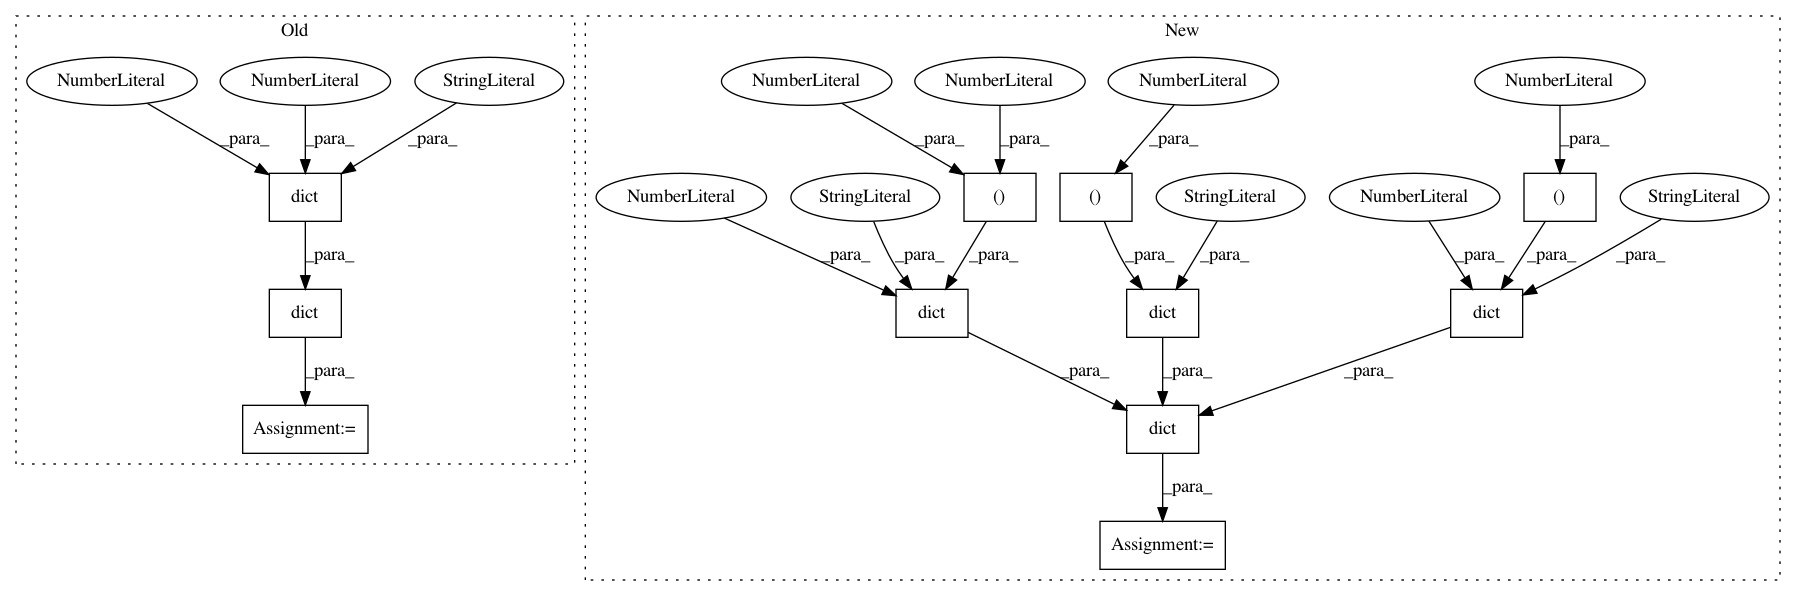 Old
New
NumberLiteral NumberLiteral StringLiteral NumberLiteral NumberLiteral NumberLiteral NumberLiteral
_para_ _para_ _para_ _para_ _para_ _para_ _para_
dict NumberLiteral StringLiteral () () StringLiteral NumberLiteral () StringLiteral
_para_ _para_ _para_ _para_ _para_ _para_ _para_ _para_ _para_
dict dict dict dict
_para_ _para_ _para_ _para_
Assignment:= dict
_para_
Assignment:=